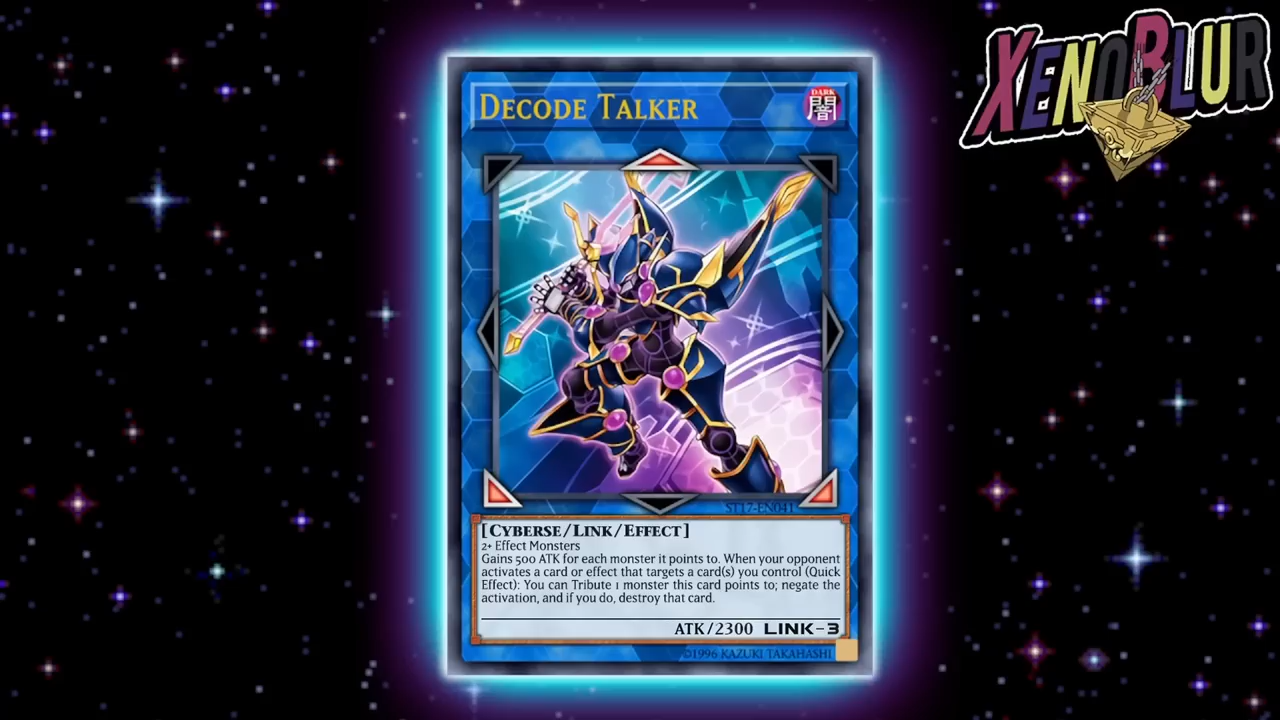 XENOBLUR
DECODE TALKER
DARK
闇
ST17-EN041
[CYBERSE/LINK/EFFECT]
2+ Effect Monsters
Gains 500 ATK for each monster it points to. When your opponent
activates a card or effect that targets a card(s) you control (Quick
Effect): You can Tribute 1 monster this card points to; negate the
activation, and if you do, destroy that card.
ATK/2300 LINK-3
©1996 KAZUKI TAKAHASHI